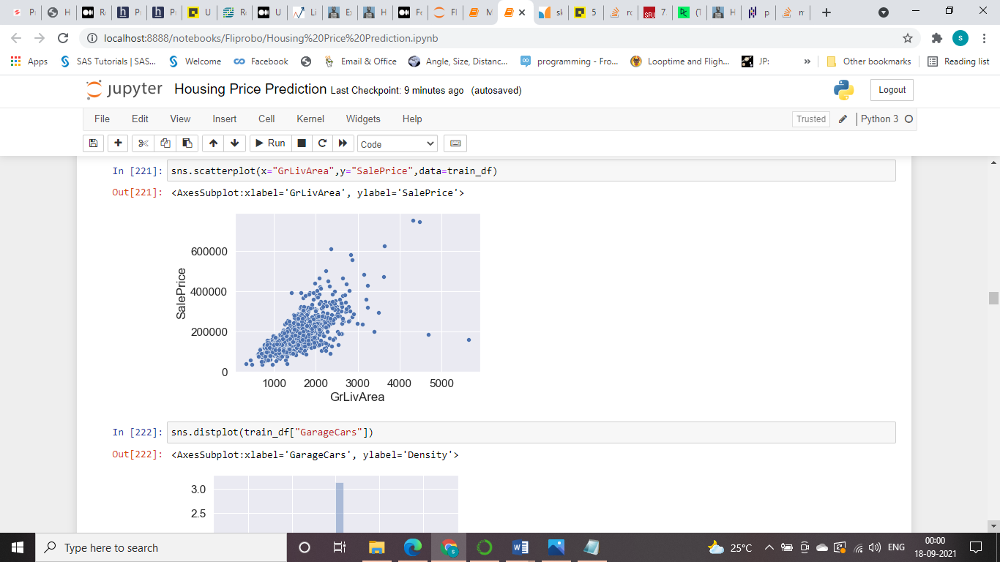 P H R P P U R U Li E H Fe Fl M sk 5 ro 7 (T H p m
localhost:8888/notebooks/Fliprobo/Housing%20Price%20Prediction.ipynb
S
Apps SAS Tutorials | SAS... Welcome Facebook Email & Office Angle, Size, Distanc... programming - Fro... Looptime and Fligh... JP: » Other bookmarks Reading list
jupyter Housing Price Prediction Last Checkpoint: 9 minutes ago (autosaved) Logout
File Edit View Insert Cell Kernel Widgets Help Trusted Python 3
Run Code
In [221]: sns.scatterplot(x="GrLivArea",y="SalePrice",data=train_df)
Out[221]: <AxesSubplot:xlabel='GrLivArea', ylabel='SalePrice'>
600000
400000
200000
0
SalePrice
1000 2000 3000 4000 5000
GrLivArea
In [222]: sns.distplot(train_df["GarageCars"])
Out[222]: <AxesSubplot:xlabel='GarageCars', ylabel='Density'>
3.0
2.5
Type here to search 25°C ENG 00:00
18-09-2021